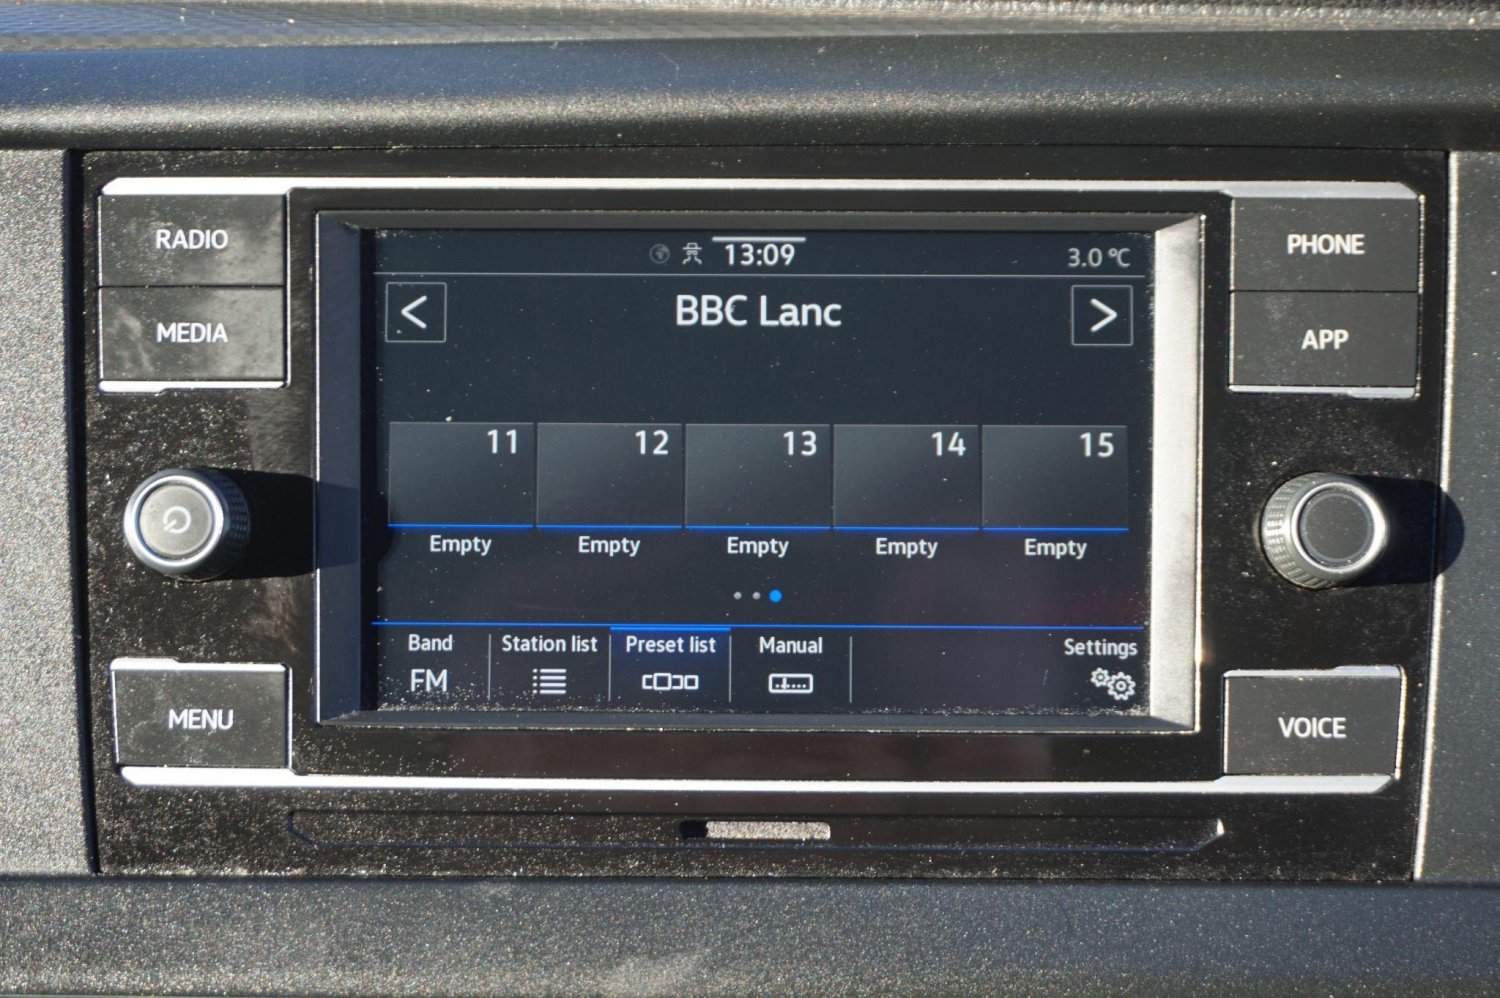 RADIO
MEDIA
MENU
13:09
3.0 °C
<
BBC Lanc
>
11 12 13 14 15
Empty Empty Empty Empty Empty
Band Station list Preset list Manual Settings
FM
PHONE
APP
VOICE